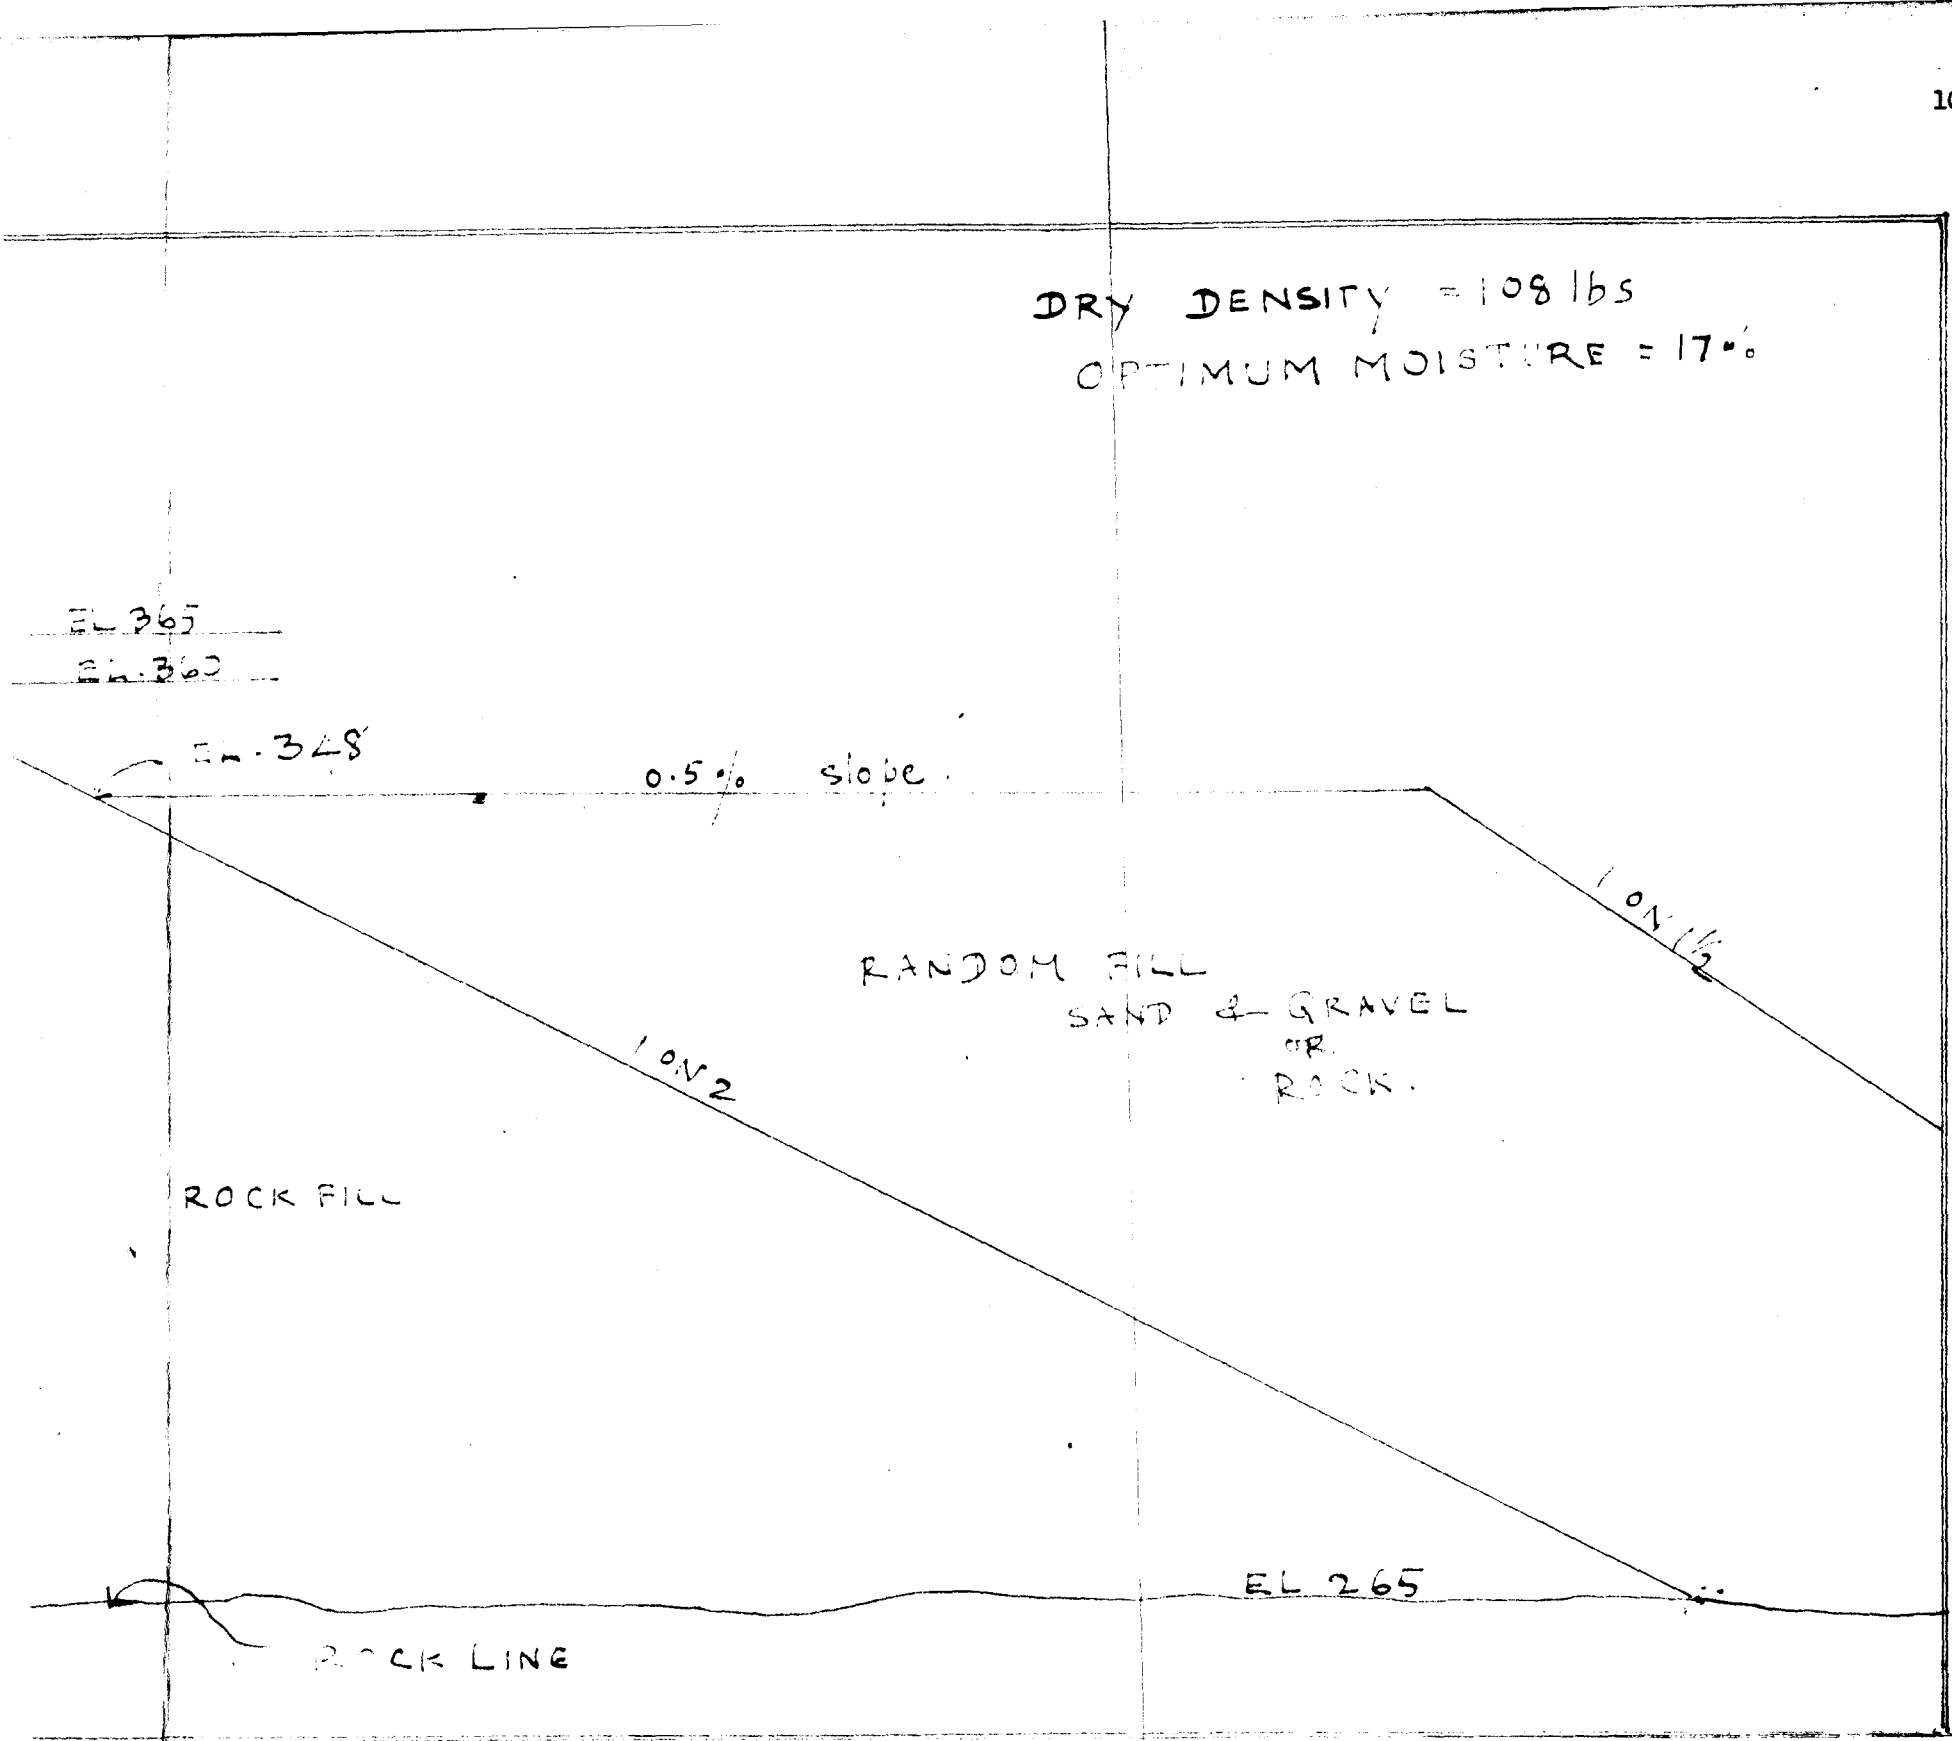 10
DRY DENSITY = 108 lbs
OPTIMUM MOISTURE = 17%
EL 365
EL. 360
EL. 348
0.5% slope.
1 ON 1½
RANDOM FILL
SAND & GRAVEL
OR
ROCK.
1 ON 2
ROCK FILL
EL 265
ROCK LINE